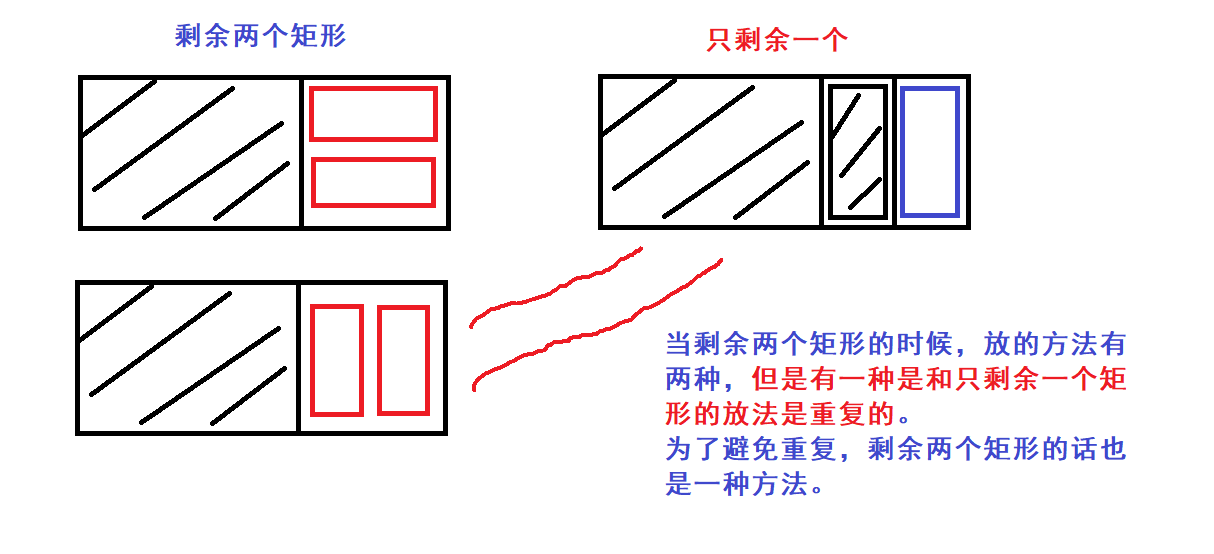 剩余两个矩形
只剩余一个
当剩余两个矩形的时候，放的方法有
两种，但是有一种是和只剩余一个矩
形的放法是重复的。
为了避免重复，剩余两个矩形的话也
是一种方法。